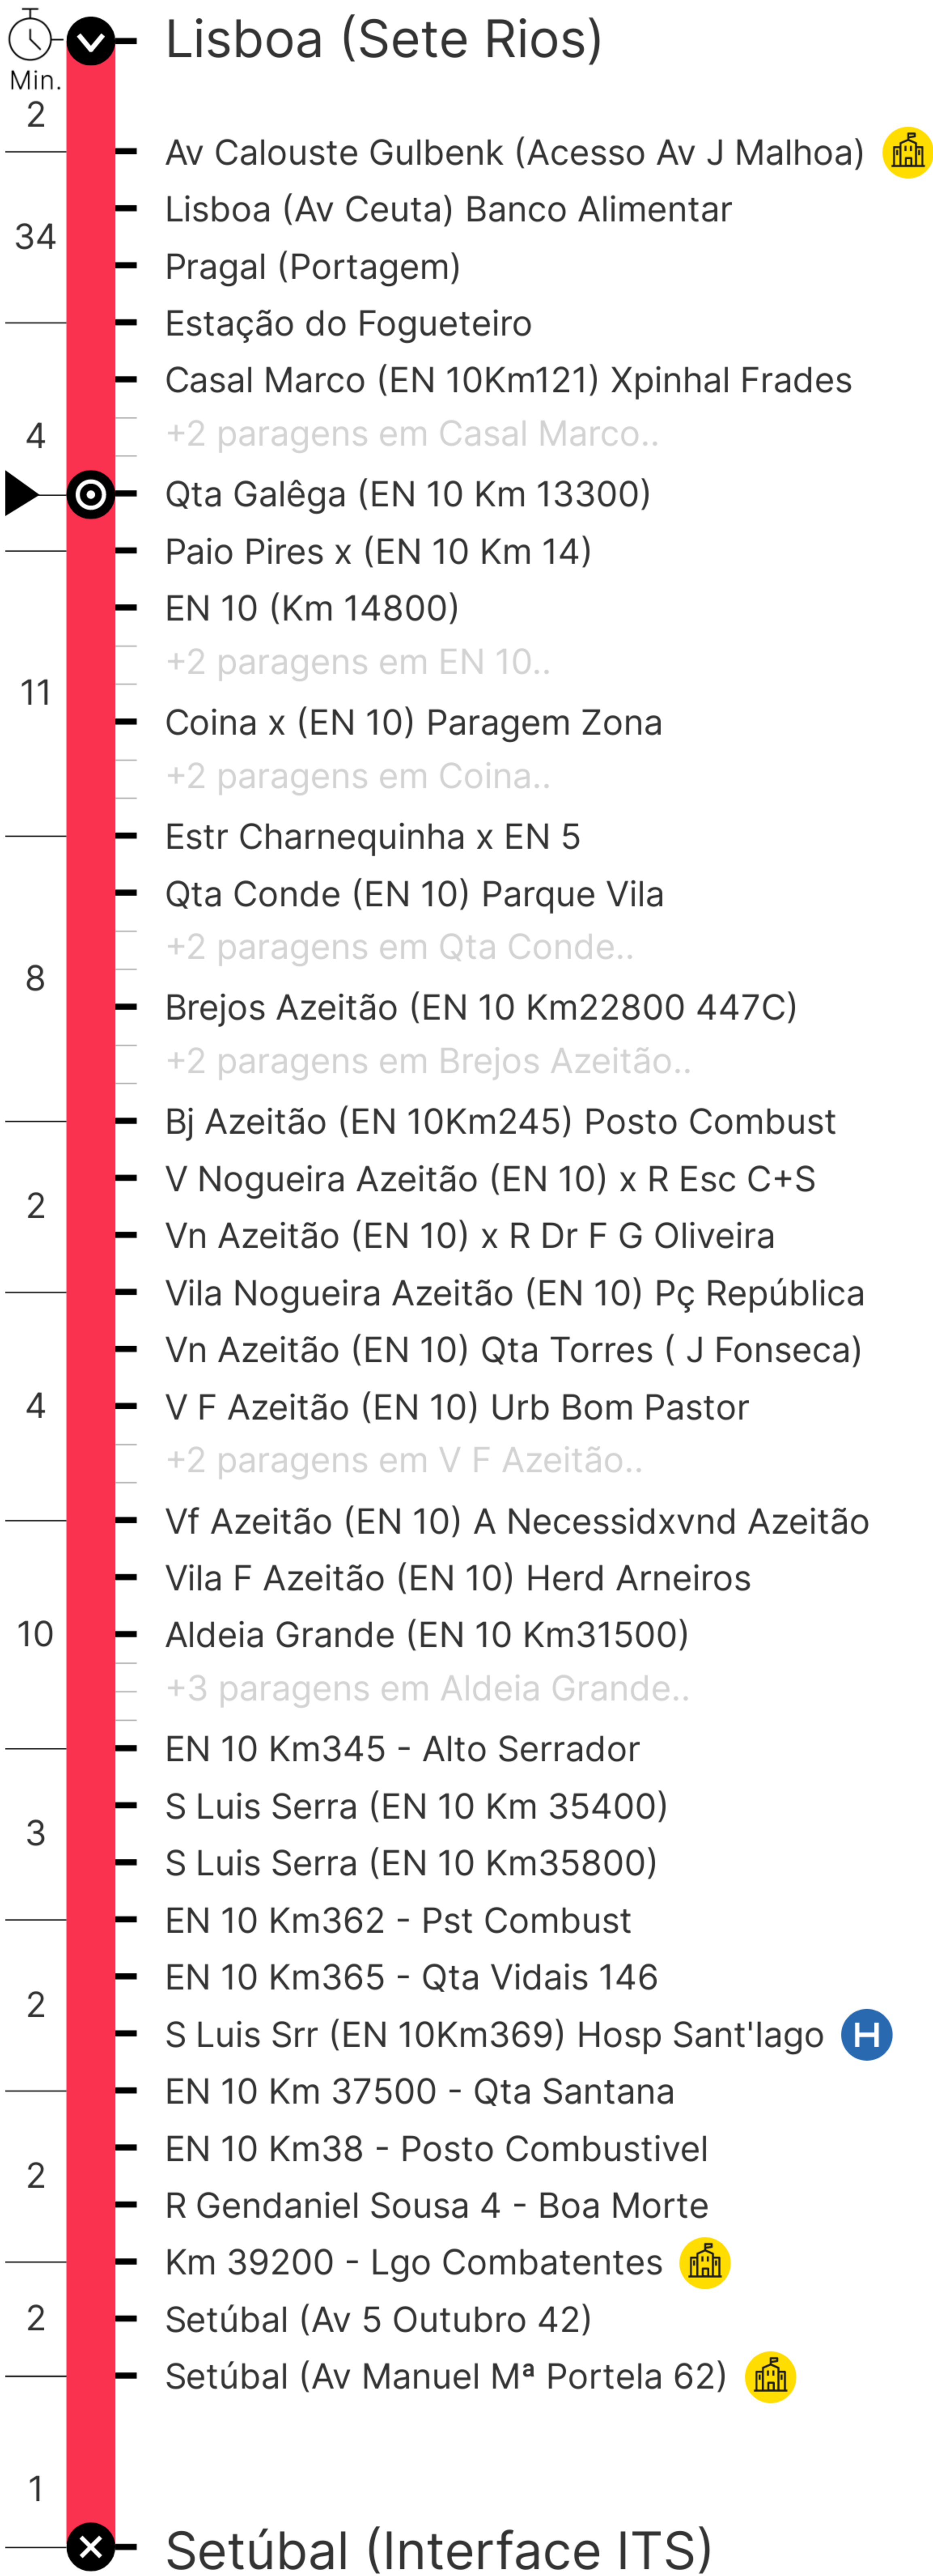 Lisboa (Sete Rios)
Min.
2
Av Calouste Gulbenk (Acesso Av J Malhoa)
Lisboa (Av Ceuta) Banco Alimentar
34
Pragal (Portagem)
Estação do Fogueteiro
Casal Marco (EN 10Km121) Xpinhal Frades
4
+2 paragens em Casal Marco..
Qta Galêga (EN 10 Km 13300)
Paio Pires x (EN 10 Km 14)
EN 10 (Km 14800)
+2 paragens em EN 10..
11
Coina x (EN 10) Paragem Zona
+2 paragens em Coina..
Estr Charnequinha x EN 5
Qta Conde (EN 10) Parque Vila
+2 paragens em Qta Conde..
8
Brejos Azeitão (EN 10 Km22800 447C)
+2 paragens em Brejos Azeitão..
Bj Azeitão (EN 10Km245) Posto Combust
V Nogueira Azeitão (EN 10) x R Esc C+S
2
Vn Azeitão (EN 10) x R Dr F G Oliveira
Vila Nogueira Azeitão (EN 10) Pç República
Vn Azeitão (EN 10) Qta Torres ( J Fonseca)
4
V F Azeitão (EN 10) Urb Bom Pastor
+2 paragens em V F Azeitão..
Vf Azeitão (EN 10) A Necessidxvnd Azeitão
Vila F Azeitão (EN 10) Herd Arneiros
10
Aldeia Grande (EN 10 Km31500)
+3 paragens em Aldeia Grande..
EN 10 Km345 - Alto Serrador
S Luis Serra (EN 10 Km 35400)
3
S Luis Serra (EN 10 Km35800)
EN 10 Km362 - Pst Combust
EN 10 Km365 - Qta Vidais 146
2
S Luis Srr (EN 10Km369) Hosp Sant'Iago H
EN 10 Km 37500 - Qta Santana
EN 10 Km38 - Posto Combustivel
2
R Gendaniel Sousa 4 - Boa Morte
Km 39200 - Lgo Combatentes
2
Setúbal (Av 5 Outubro 42)
Setúbal (Av Manuel Mª Portela 62)
1
Setúbal (Interface ITS)